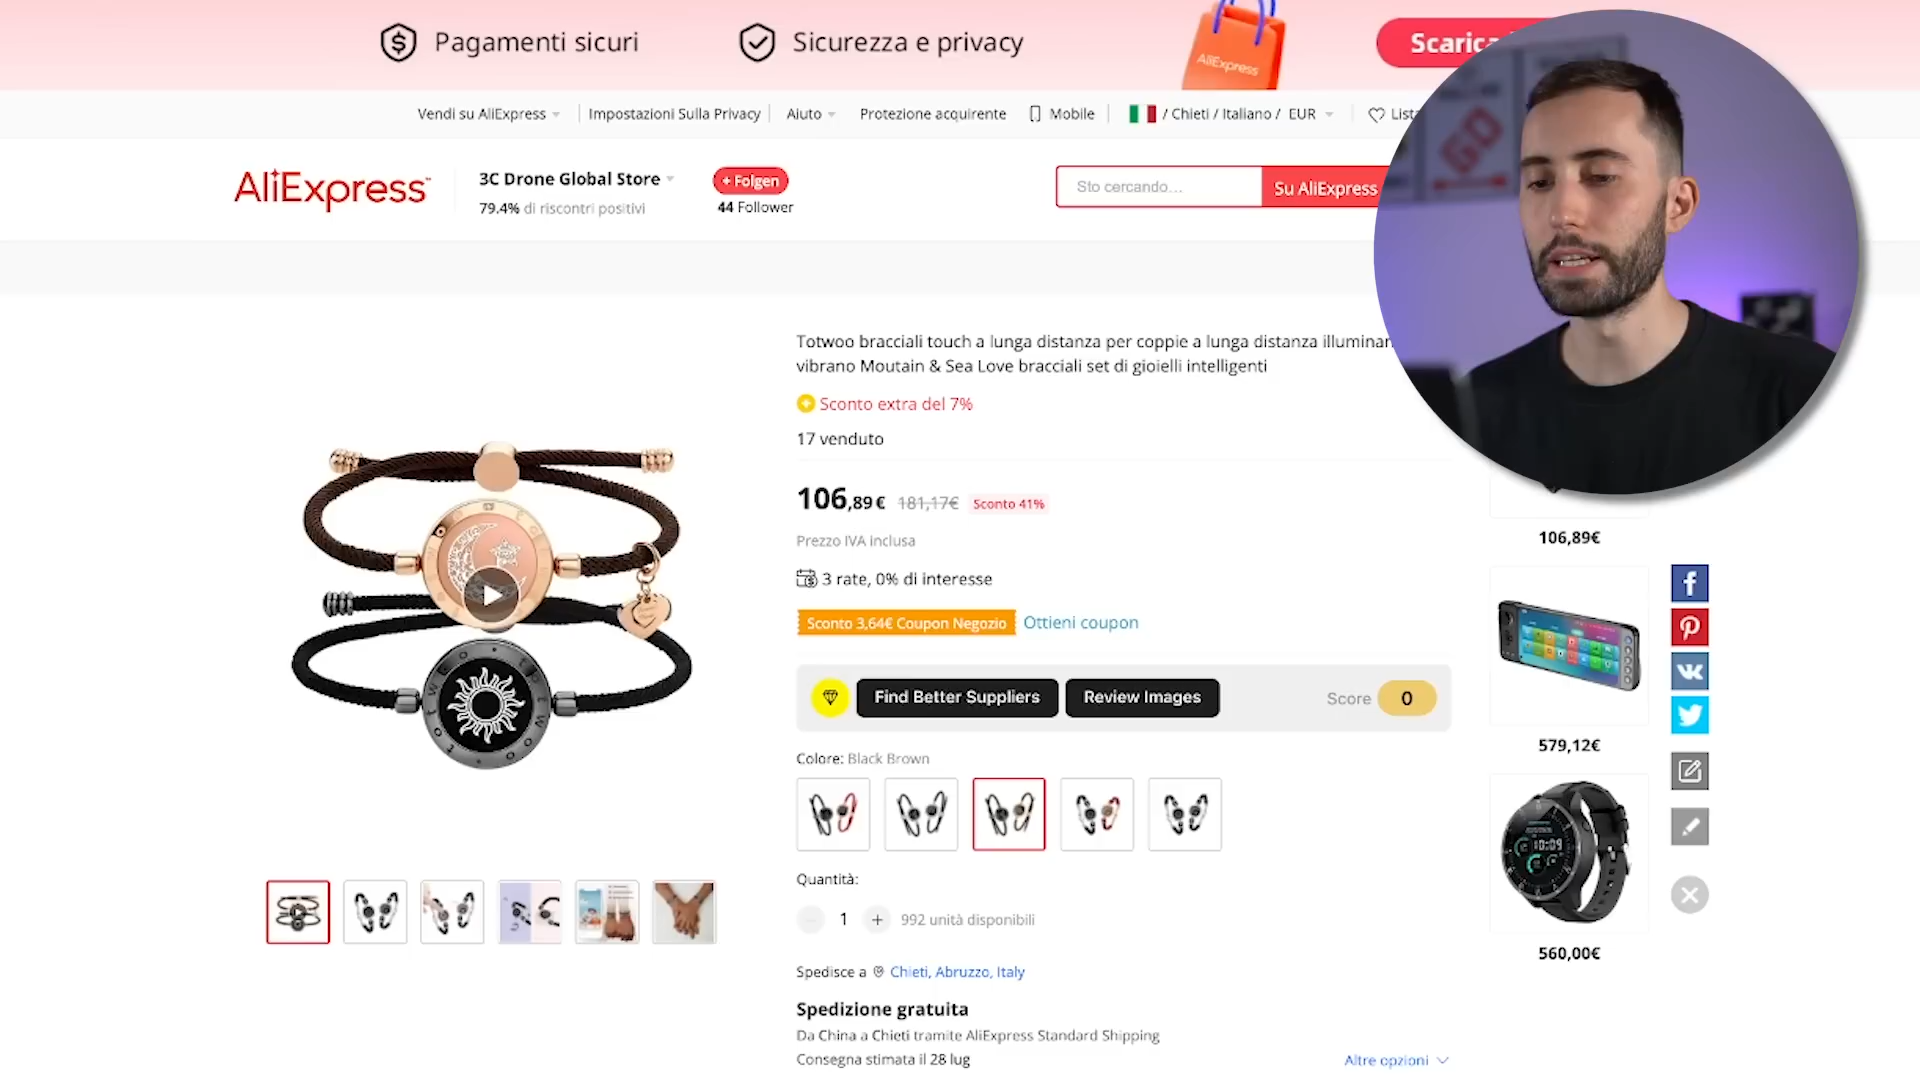 Pagamenti sicuri
Sicurezza e privacy
AliExpress
Vendi su AliExpress
Impostazioni Sulla Privacy
Aiuto
Protezione acquirente
Mobile
/ Chieti / Italiano / EUR
AliExpress
3C Drone Global Store
79.4% di riscontri positivi
+ Folgen
44 Follower
Sto cercando...
Su AliExpress
GO
Totwoo bracciali touch a lunga distanza per coppie a lunga distanza
vibrano Moutain & Sea Love bracciali set di gioielli intelligenti
Sconto extra del 7%
17 venduto
106,89€ 181,17€ Sconto 41%
Prezzo IVA inclusa
3 rate, 0% di interesse
Sconto 3,64€ Coupon Negozio Ottieni coupon
Find Better Suppliers
Review Images
Score 0
Colore: Black Brown
Quantità:
1 + 992 unità disponibili
Spedisce a Chieti, Abruzzo, Italy
Spedizione gratuita
Da China a Chieti tramite AliExpress Standard Shipping
Consegna stimata il 28 lug
Altre opzioni
106,89€
579,12€
10:09
560,00€